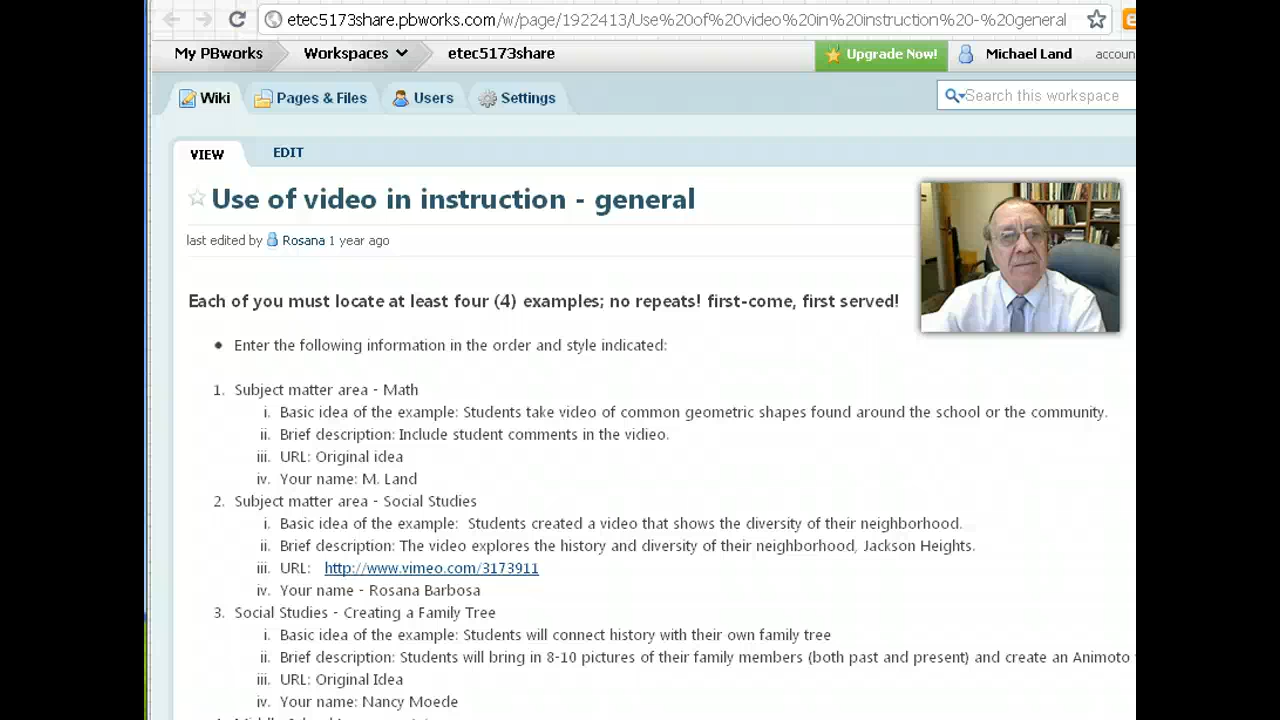 etec5173share.pbworks.com/w/page/1922413/Use%20of%20video%20in%20instruction%20-%20general
My PBworks Workspaces etec5173share Upgrade Now! Michael Land accoun
Wiki Pages & Files Users Settings Search this workspace
VIEW EDIT
Use of video in instruction - general
last edited by Rosana 1 year ago
Each of you must locate at least four (4) examples; no repeats! first-come, first served!
• Enter the following information in the order and style indicated:
1. Subject matter area - Math
i. Basic idea of the example: Students take video of common geometric shapes found around the school or the community.
ii. Brief description: Include student comments in the vidieo.
iii. URL: Original idea
iv. Your name: M. Land
2. Subject matter area - Social Studies
i. Basic idea of the example: Students created a video that shows the diversity of their neighborhood.
ii. Brief description: The video explores the history and diversity of their neighborhood, Jackson Heights.
iii. URL: http://www.vimeo.com/3173911
iv. Your name - Rosana Barbosa
3. Social Studies - Creating a Family Tree
i. Basic idea of the example: Students will connect history with their own family tree
ii. Brief description: Students will bring in 8-10 pictures of their family members (both past and present) and create an Animoto
iii. URL: Original Idea
iv. Your name: Nancy Moede